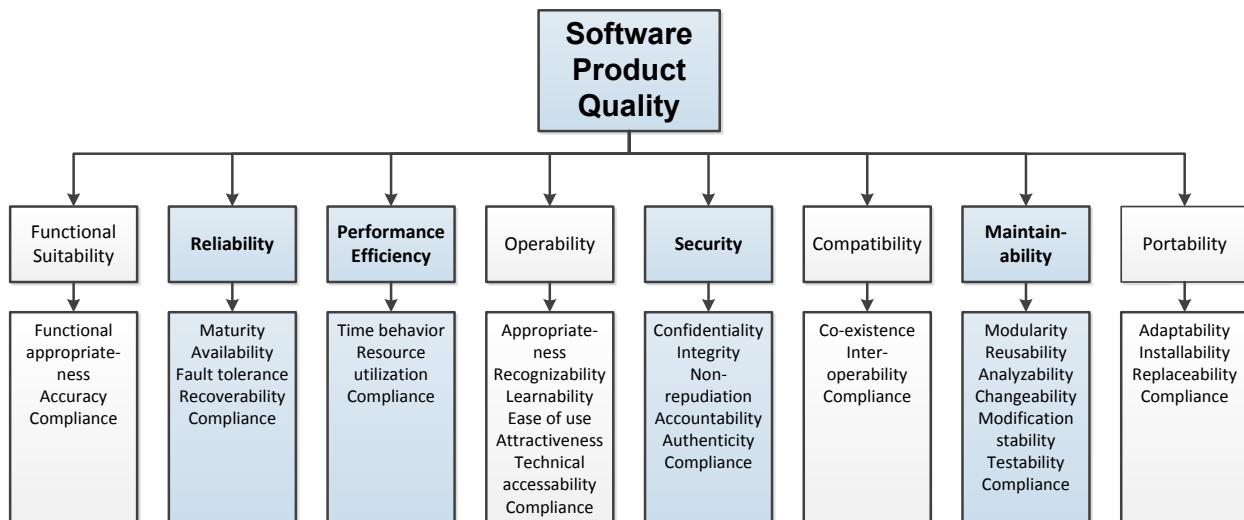 Software
Product
Quality
Functional
Suitability
Reliability
Performance
Efficiency
Operability
Security
Compatibility
Maintain-
ability
Portability
Functional
appropriate-
ness
Accuracy
Compliance
Maturity
Availability
Fault tolerance
Recoverability
Compliance
Time behavior
Resource
utilization
Compliance
Appropriate-
ness
Recognizability
Learnability
Ease of use
Attractiveness
Technical
accessability
Compliance
Confidentiality
Integrity
Non-
repudiation
Accountability
Authenticity
Compliance
Co-existence
Inter-
operability
Compliance
Modularity
Reusability
Analyzability
Changeability
Modification
stability
Testability
Compliance
Adaptability
Installability
Replaceability
Compliance